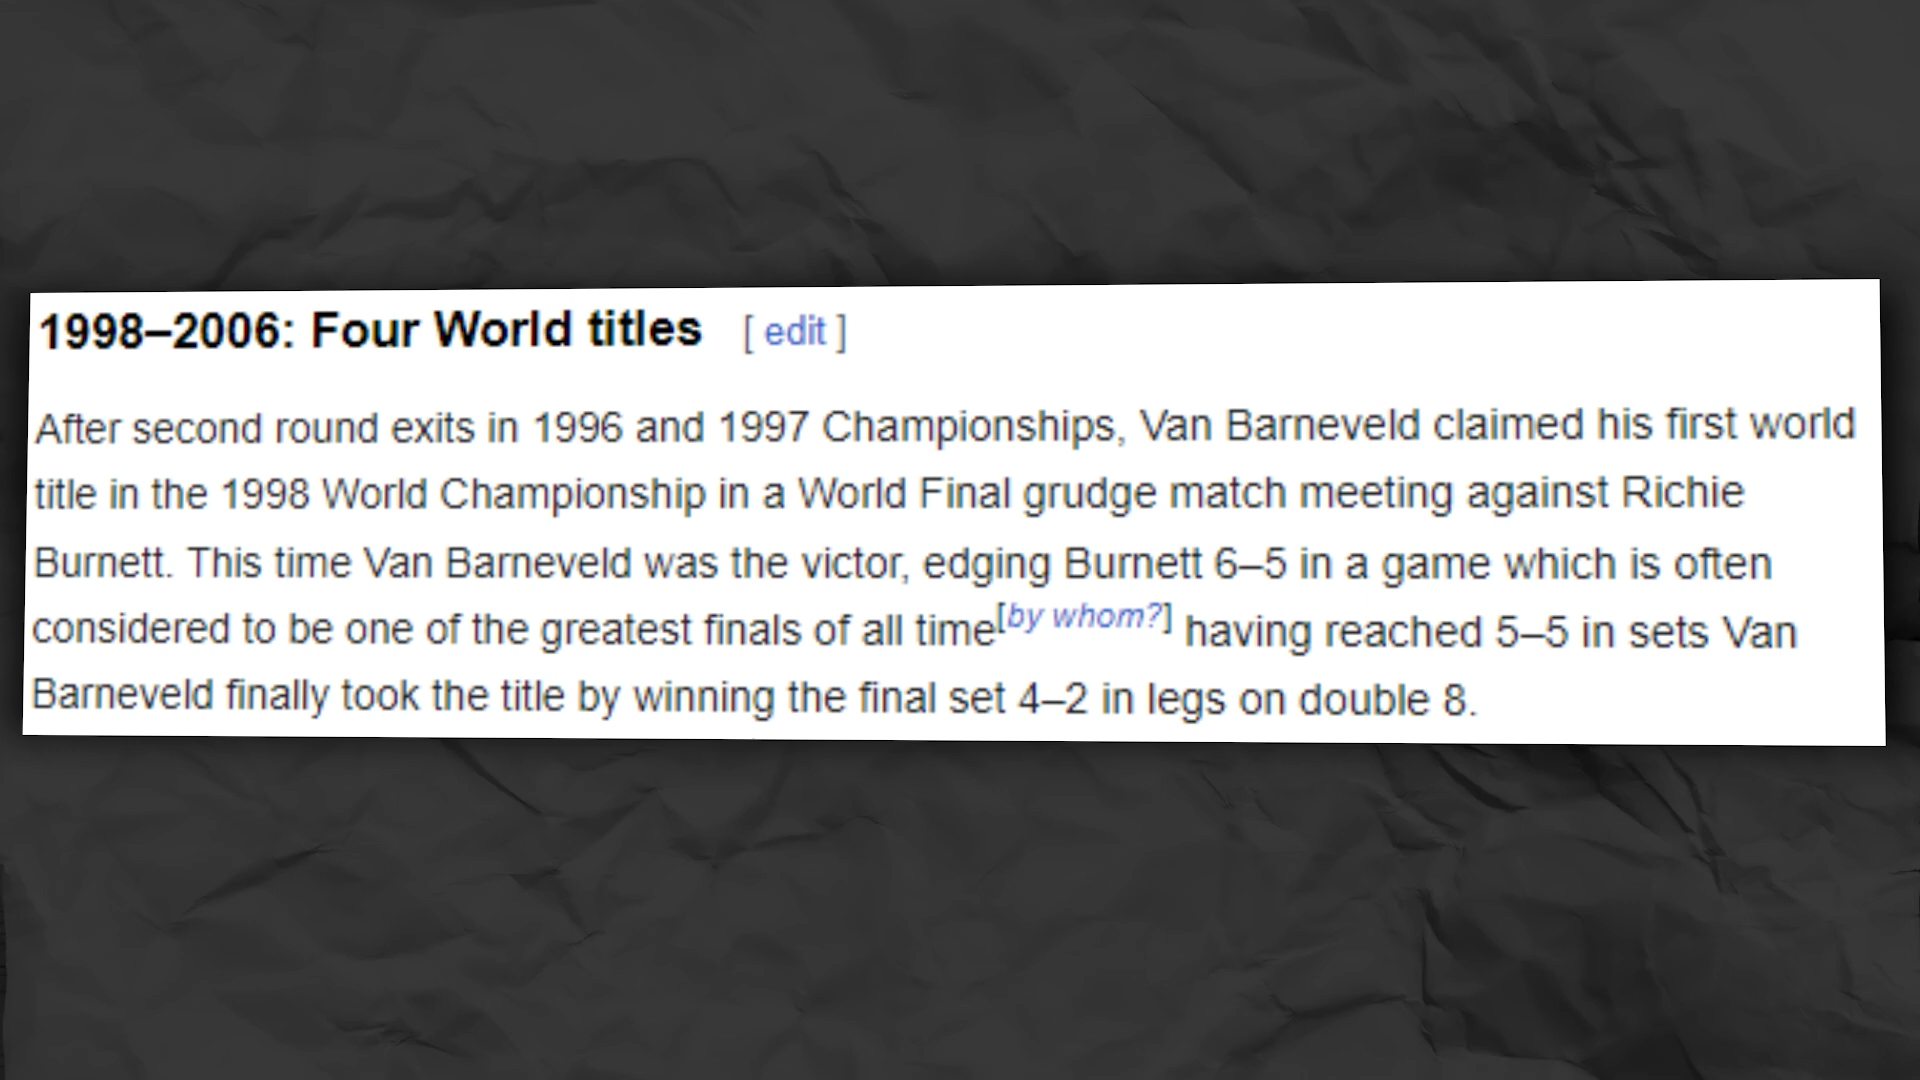 1998–2006: Four World titles [ edit ]
After second round exits in 1996 and 1997 Championships, Van Barneveld claimed his first world
title in the 1998 World Championship in a World Final grudge match meeting against Richie
Burnett. This time Van Barneveld was the victor, edging Burnett 6–5 in a game which is often
considered to be one of the greatest finals of all time[by whom?] having reached 5–5 in sets Van
Barneveld finally took the title by winning the final set 4–2 in legs on double 8.